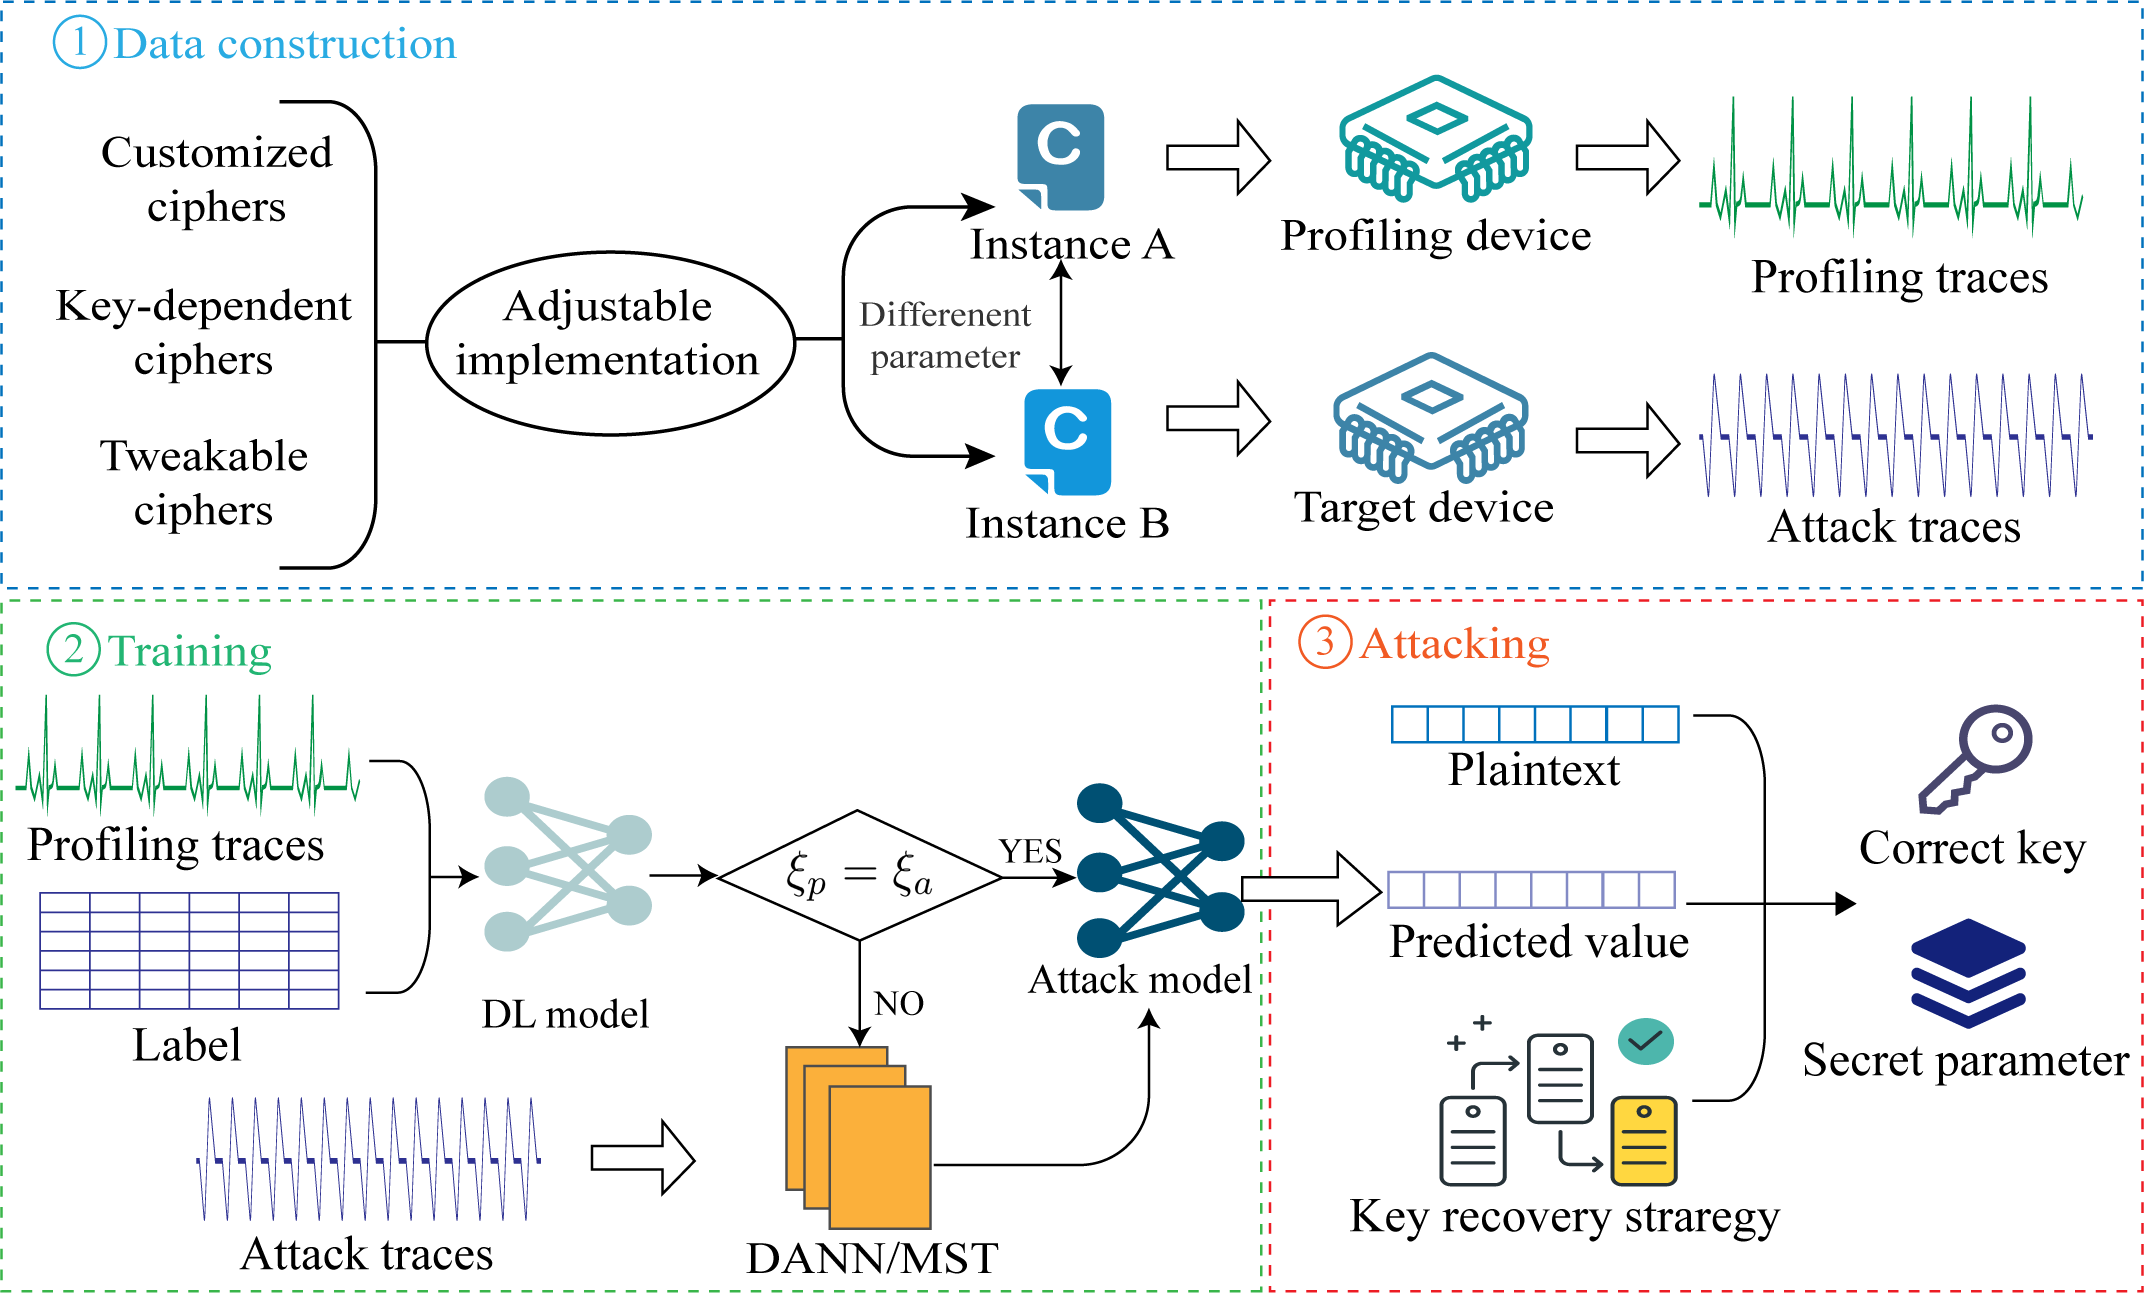 1 Data construction
Customized
ciphers
Key-dependent
ciphers
Tweakable
ciphers
Adjustable
implementation
C
Instance A
Differenent
parameter
C
Instance B
Profiling device
Target device
Profiling traces
Attack traces
2 Training
Profiling traces
Label
DL model
ξp = ξa
YES
NO
Attack model
Attack traces
DANN/MST
3 Attacking
Plaintext
Predicted value
Key recovery straregy
Correct key
Secret parameter